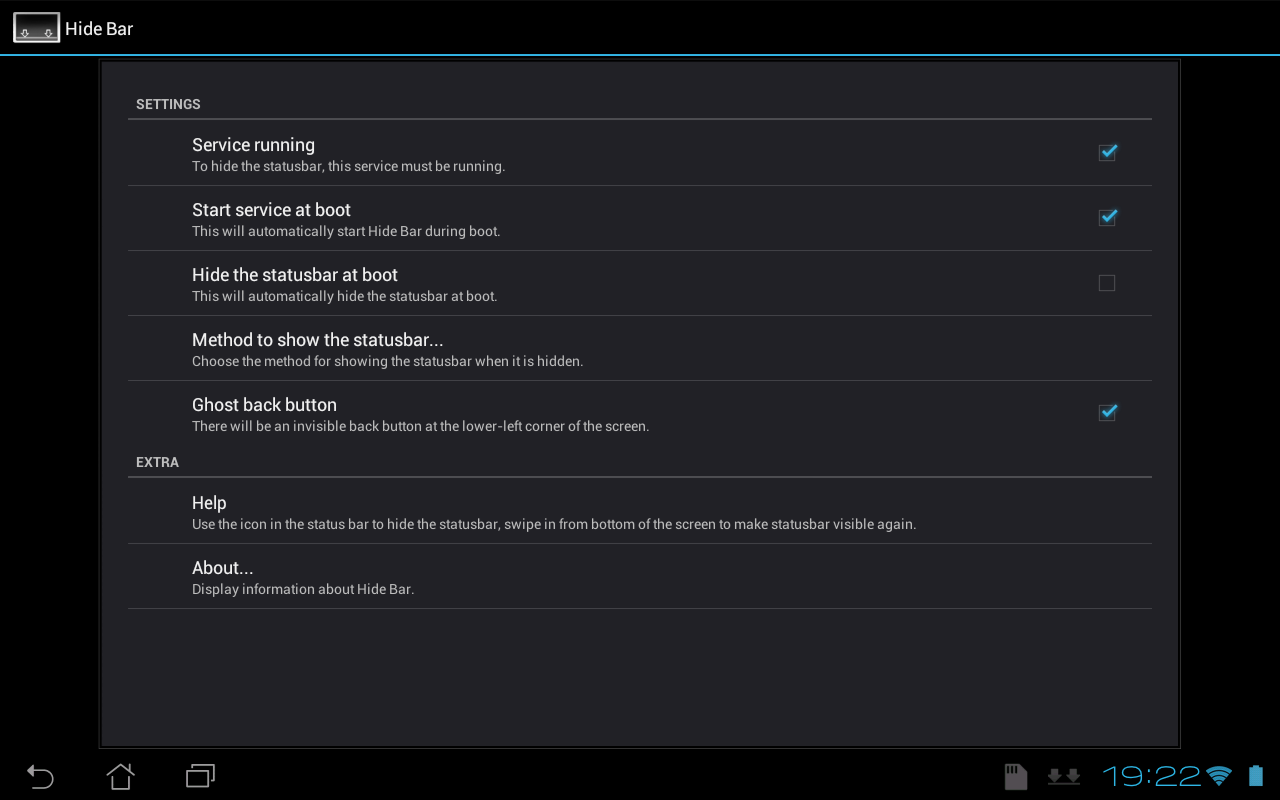 Hide Bar
SETTINGS
Service running
To hide the statusbar, this service must be running.
Start service at boot
This will automatically start Hide Bar during boot.
Hide the statusbar at boot
This will automatically hide the statusbar at boot.
Method to show the statusbar...
Choose the method for showing the statusbar when it is hidden.
Ghost back button
There will be an invisible back button at the lower-left corner of the screen.
EXTRA
Help
Use the icon in the status bar to hide the statusbar, swipe in from bottom of the screen to make statusbar visible again.
About...
Display information about Hide Bar.
19:22